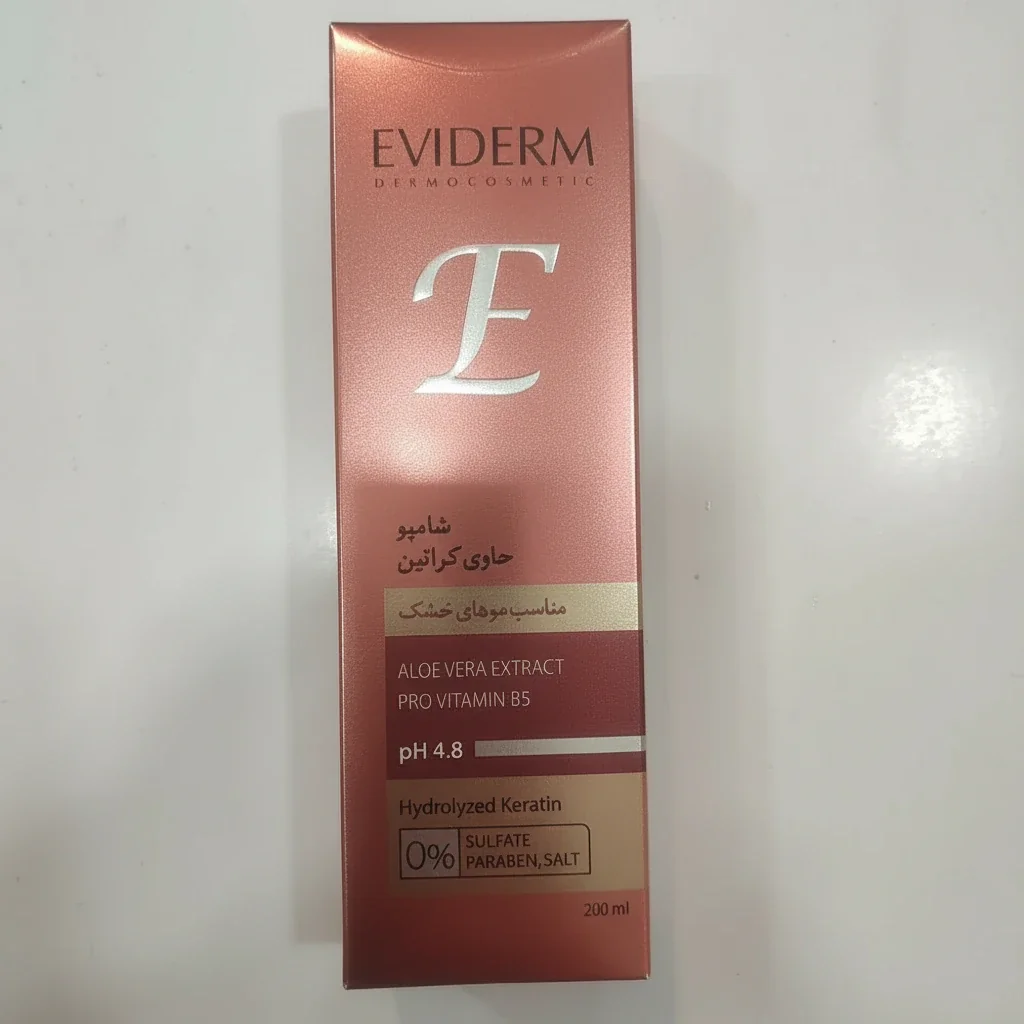 EVIDERM
DERMOCOSMETIC
E
شامپو
حاوی کراتین
مناسب موهای خشک
ALOE VERA EXTRACT
PRO VITAMIN B5
pH 4.8
Hydrolyzed Keratin
0% SULFATE
PARABEN, SALT
200 ml